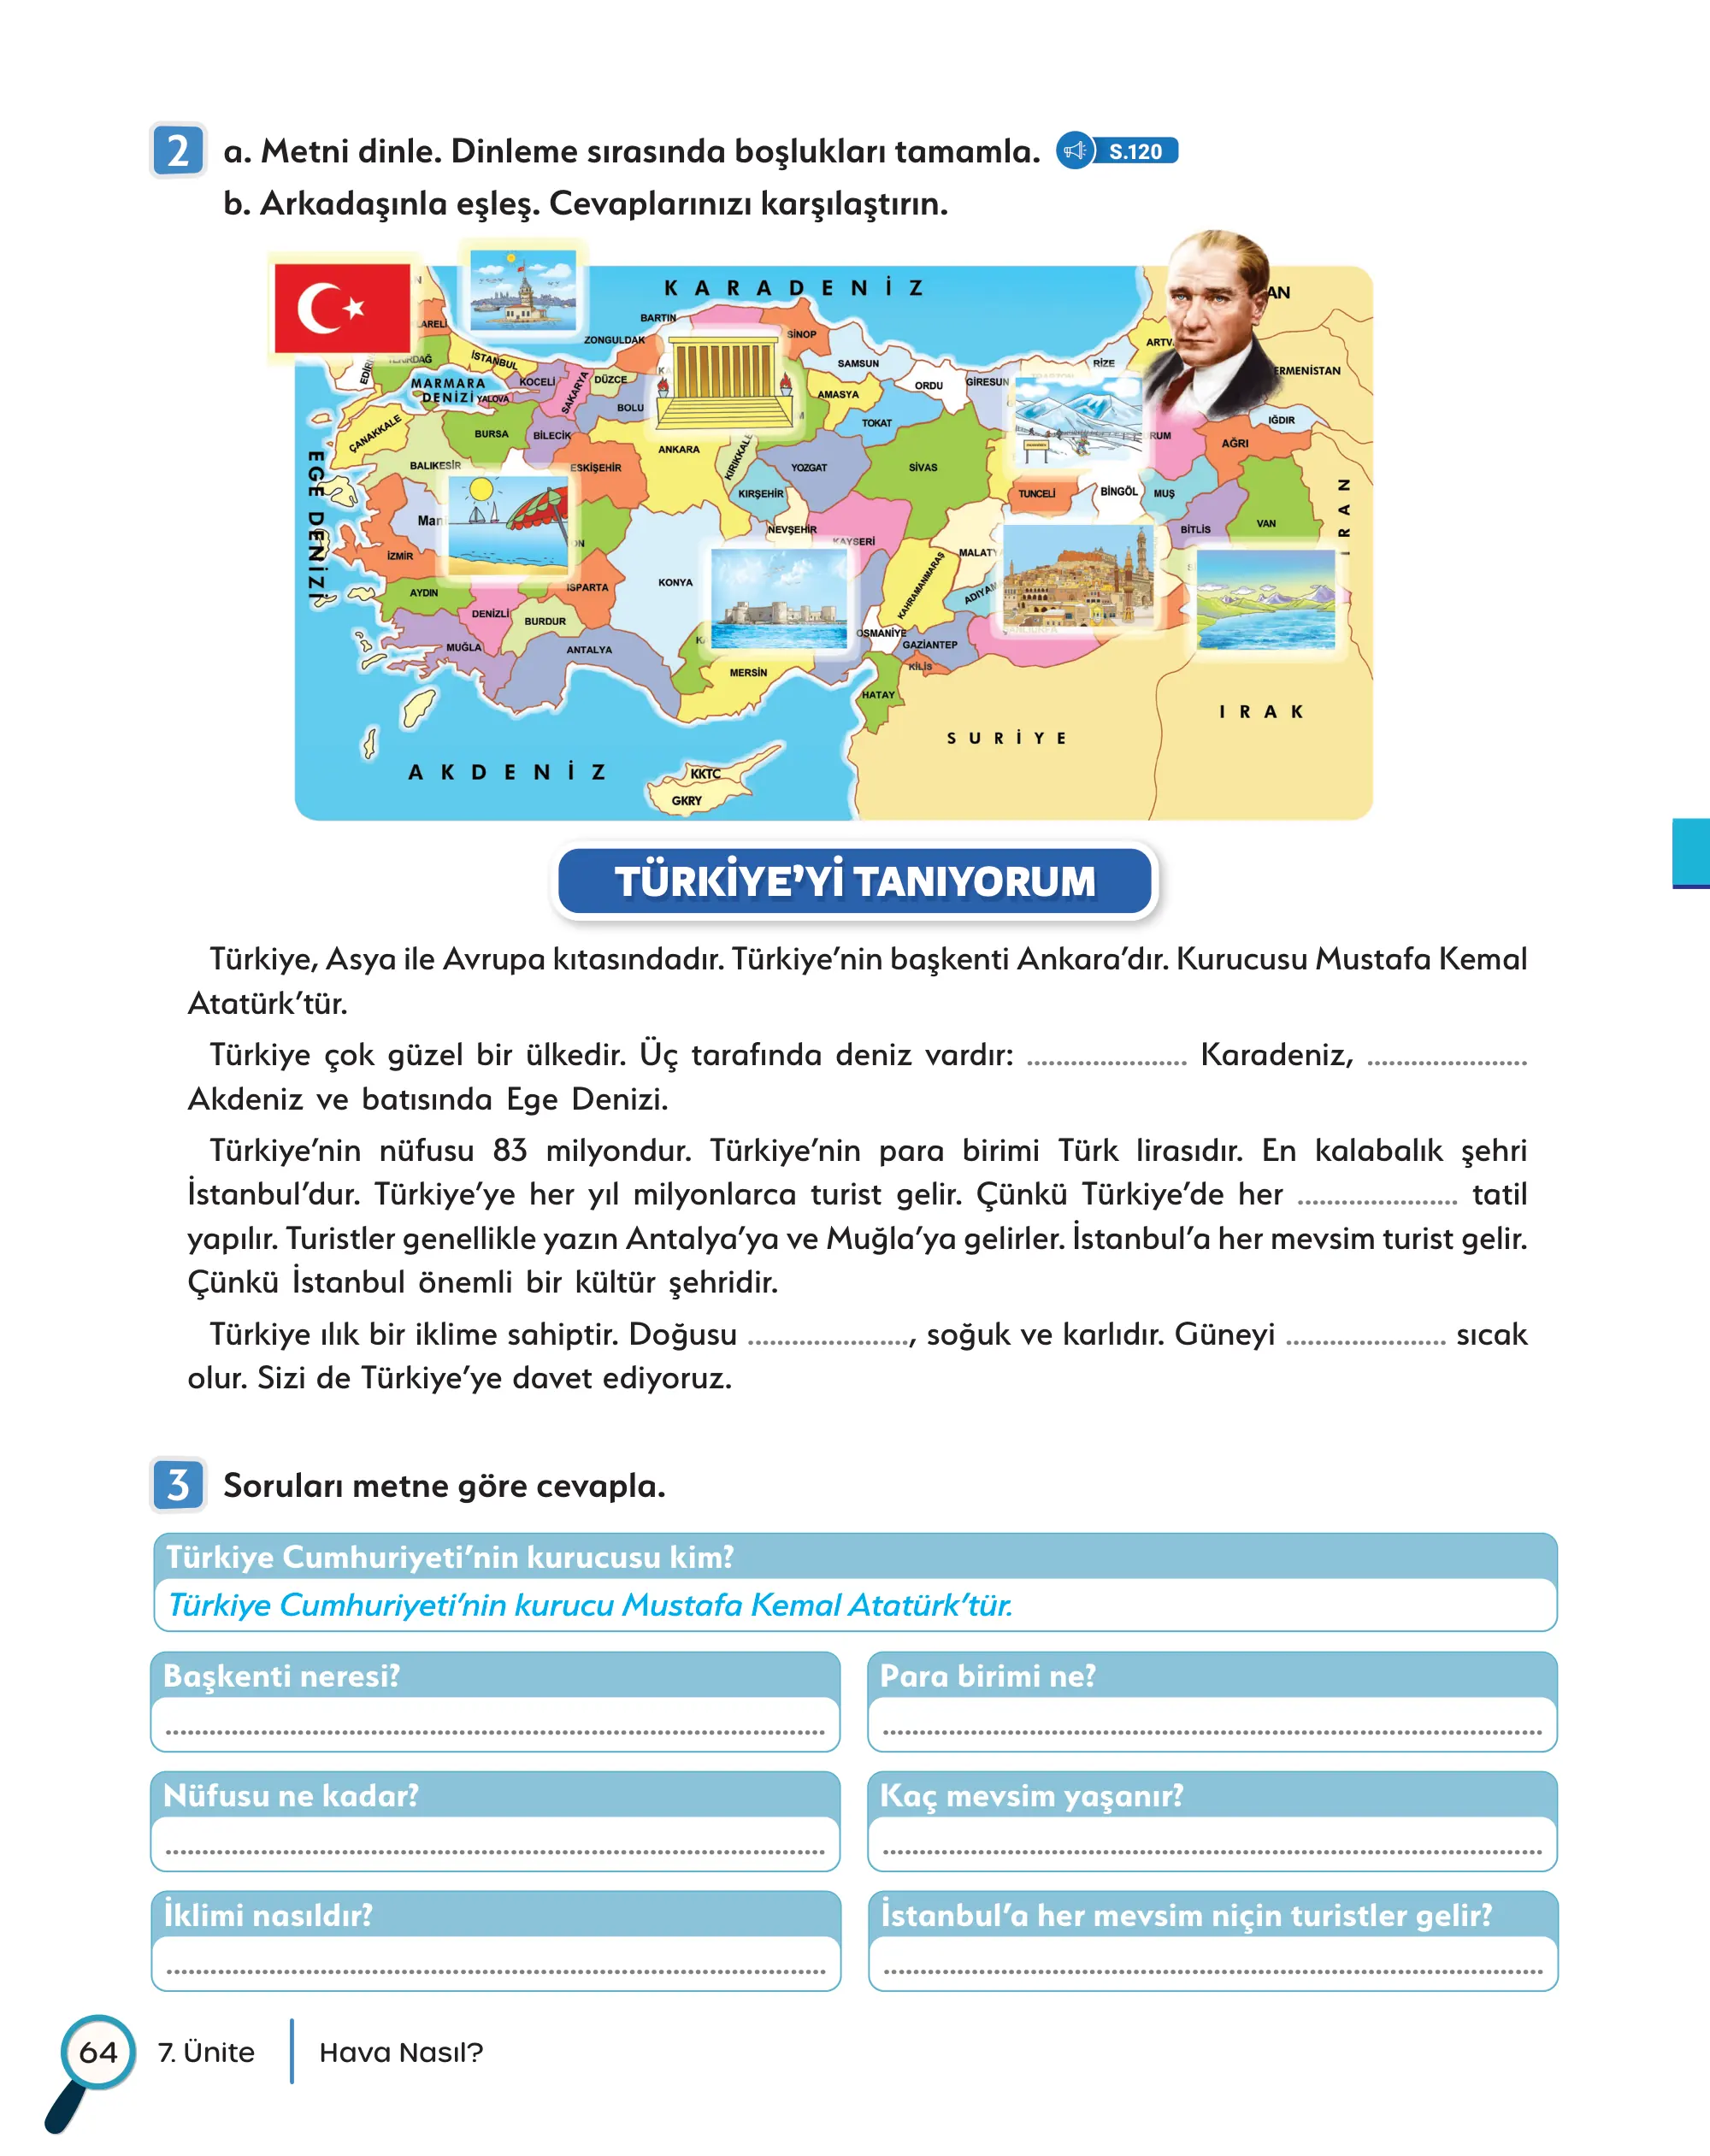 2 a. Metni dinle. Dinleme sırasında boşlukları tamamla. S.120
b. Arkadaşınla eşleş. Cevaplarınızı karşılaştırın.
KARADENİZ
BARTIN
SİNOP
ZONGULDAK
İSTANBUL
SAMSUN
RİZE
MARMARA
DENİZİ
YALOVA
KOCELİ
SAKARYA
DÜZCE
ORDU
GİRESUN
BOLU
AMASYA
TOKAT
ÇANAKKALE
BURSA
BİLECİK
IĞDIR
AĞRI
ANKARA
KIRIKKALE
BALIKESİR
ESKİŞEHİR
YOZGAT
SİVAS
EGE DENİZİ
KIRŞEHİR
TUNCELİ
BİNGÖL
MUŞ
İRAN
NEVŞEHİR
KAYSERİ
BİTLİS
VAN
İZMİR
KONYA
KAHRAMANMARAŞ
ISPARTA
AYDIN
DENİZLİ
BURDUR
OSMANİYE
GAZİANTEP
MUĞLA
ANTALYA
MERSİN
KİLİS
HATAY
IRAK
SURİYE
AKDENİZ
KKTC
GKRY
TÜRKİYE'Yİ TANIYORUM
Türkiye, Asya ile Avrupa kıtasındadır. Türkiye'nin başkenti Ankara'dır. Kurucusu Mustafa Kemal
Atatürk'tür.
Türkiye çok güzel bir ülkedir. Üç tarafında deniz vardır: ...................... Karadeniz, ......................
Akdeniz ve batısında Ege Denizi.
Türkiye'nin nüfusu 83 milyondur. Türkiye'nin para birimi Türk lirasıdır. En kalabalık şehri
İstanbul'dur. Türkiye'ye her yıl milyonlarca turist gelir. Çünkü Türkiye'de her ...................... tatil
yapılır. Turistler genellikle yazın Antalya'ya ve Muğla'ya gelirler. İstanbul'a her mevsim turist gelir.
Çünkü İstanbul önemli bir kültür şehridir.
Türkiye ılık bir iklime sahiptir. Doğusu ......................, soğuk ve karlıdır. Güneyi ...................... sıcak
olur. Sizi de Türkiye'ye davet ediyoruz.
3 Soruları metne göre cevapla.
Türkiye Cumhuriyeti'nin kurucusu kim?
Türkiye Cumhuriyeti'nin kurucu Mustafa Kemal Atatürk'tür.
Başkenti neresi?
Para birimi ne?
Nüfusu ne kadar?
Kaç mevsim yaşanır?
İklimi nasıldır?
İstanbul'a her mevsim niçin turistler gelir?
64 7. Ünite Hava Nasıl?